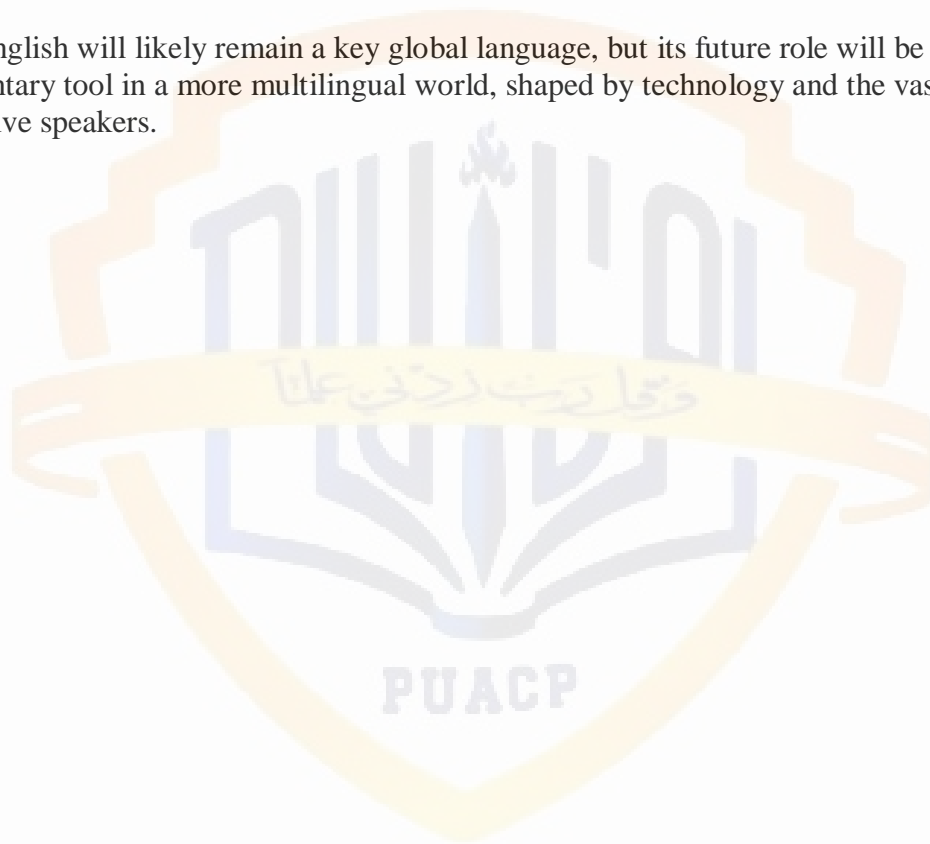 nglish will likely remain a key global language, but its future role will be
ntary tool in a more multilingual world, shaped by technology and the vas
ve speakers.
وَقُل رَبِّ زِدْنِي عِلْمًا
PUACP